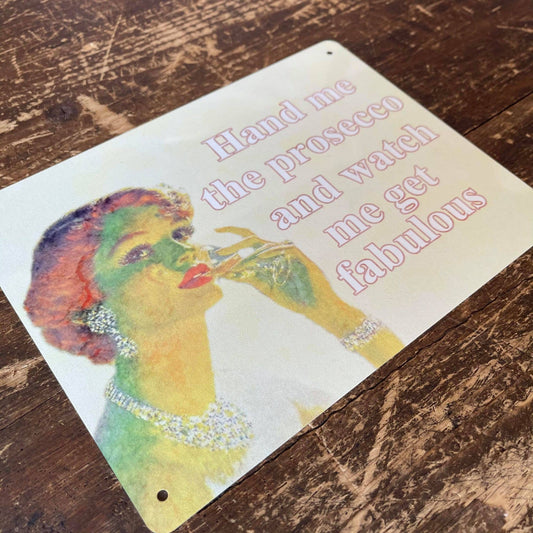 Hand me
the prosecco
and watch
me get
fabulous